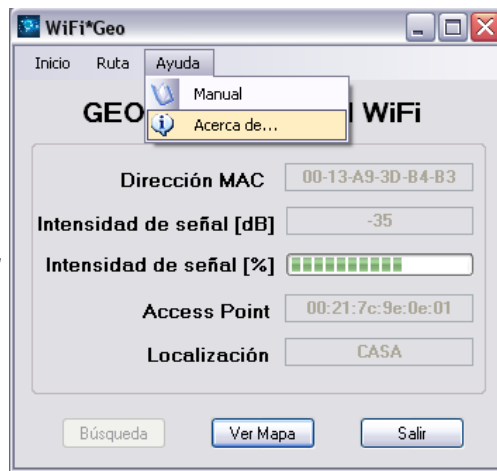 WiFi*Geo
Inicio Ruta Ayuda
Manual
Acerca de...
GEO WiFi
Dirección MAC 00-13-A9-3D-B4-B3
Intensidad de señal [dB] -35
Intensidad de señal [%]
Access Point 00:21:7c:9e:0e:01
Localización CASA
Búsqueda Ver Mapa Salir